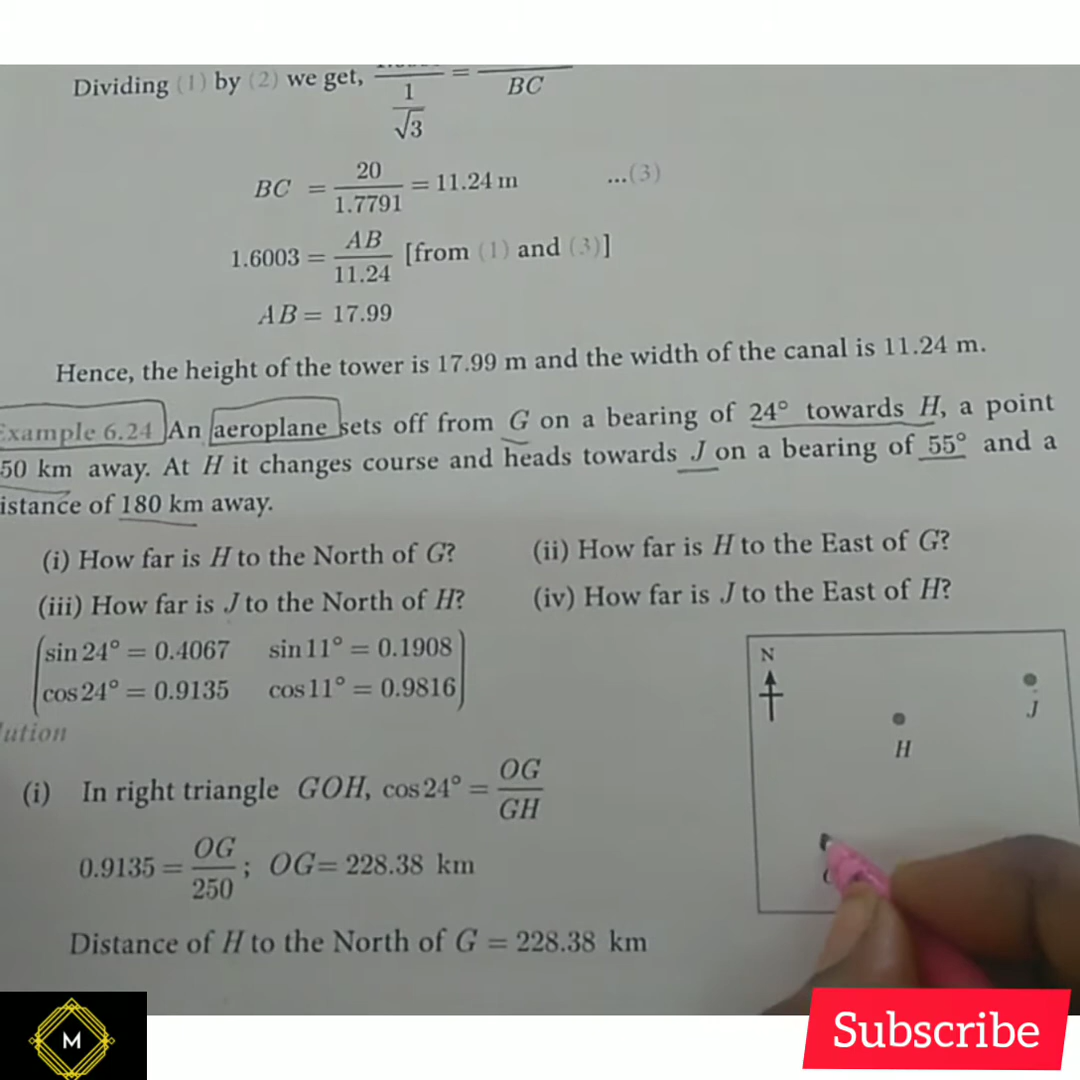 Dividing (1) by (2) we get, 1/√3 = BC
BC = 20/1.7791 = 11.24 m ...(3)
1.6003 = AB/11.24 [from (1) and (3)]
AB = 17.99
Hence, the height of the tower is 17.99 m and the width of the canal is 11.24 m.
Example 6.24 An aeroplane sets off from G on a bearing of 24° towards H, a point
50 km away. At H it changes course and heads towards J on a bearing of 55° and a
istance of 180 km away.
(i) How far is H to the North of G? (ii) How far is H to the East of G?
(iii) How far is J to the North of H? (iv) How far is J to the East of H?
(sin 24° = 0.4067 sin 11° = 0.1908
cos 24° = 0.9135 cos 11° = 0.9816)
N
J
H
lution
(i) In right triangle GOH, cos 24° = OG/GH
0.9135 = OG/250 ; OG = 228.38 km
Distance of H to the North of G = 228.38 km
M
Subscribe